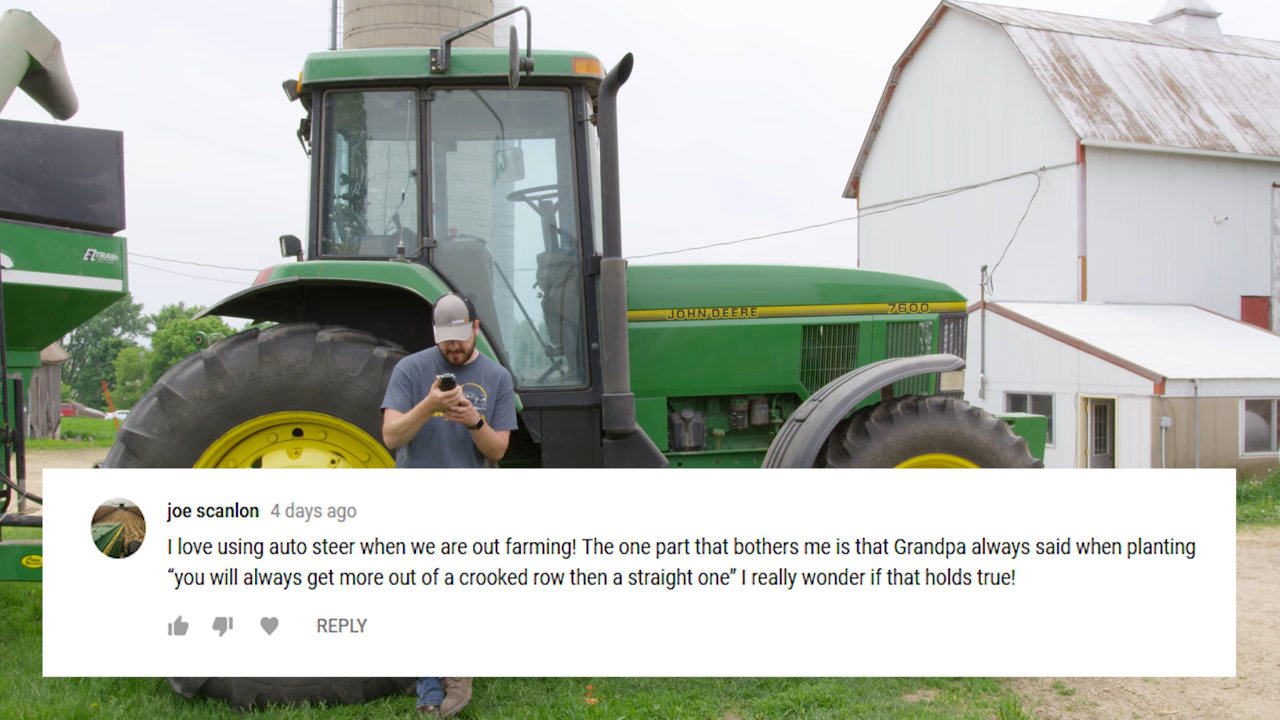 EZ TRAIL
JOHN DEERE
7600
joe scanlon 4 days ago
I love using auto steer when we are out farming! The one part that bothers me is that Grandpa always said when planting
“you will always get more out of a crooked row then a straight one” I really wonder if that holds true!
REPLY